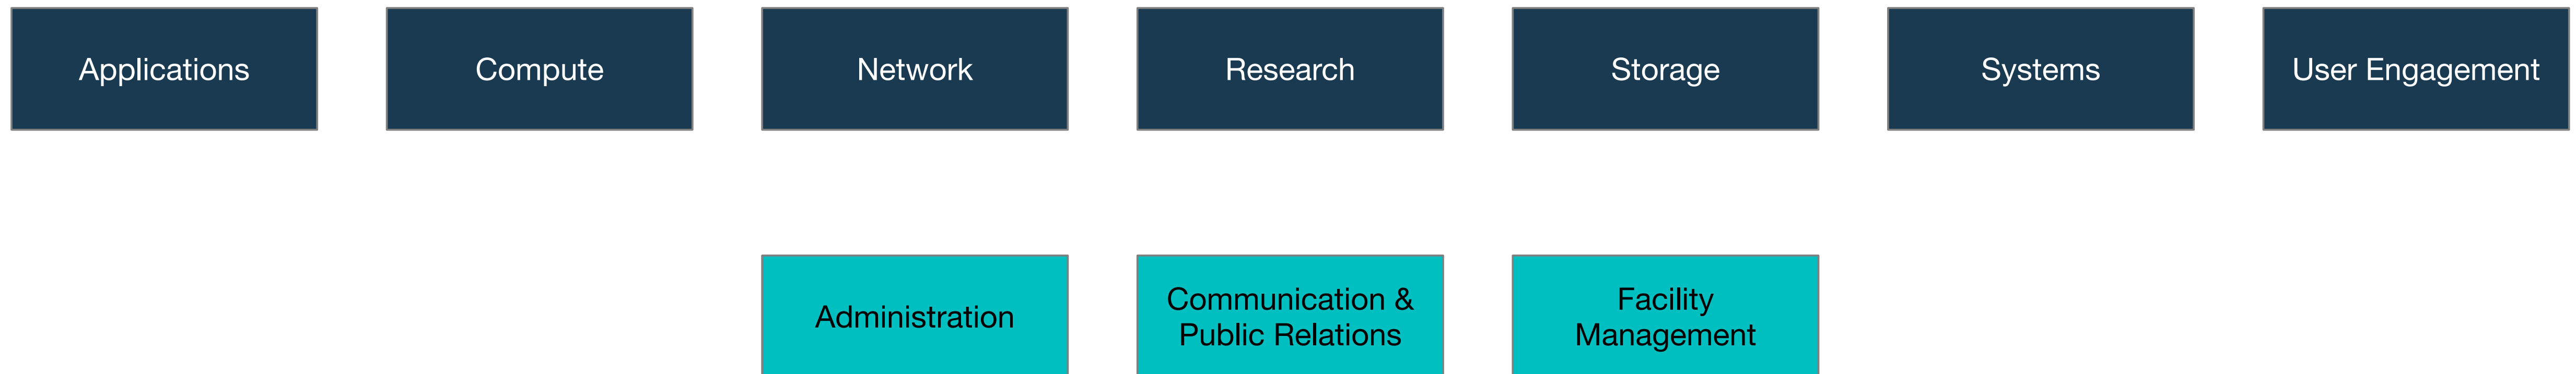 Applications
Compute
Network
Research
Storage
Systems
User Engagement
Administration
Communication &
Public Relations
Facility
Management